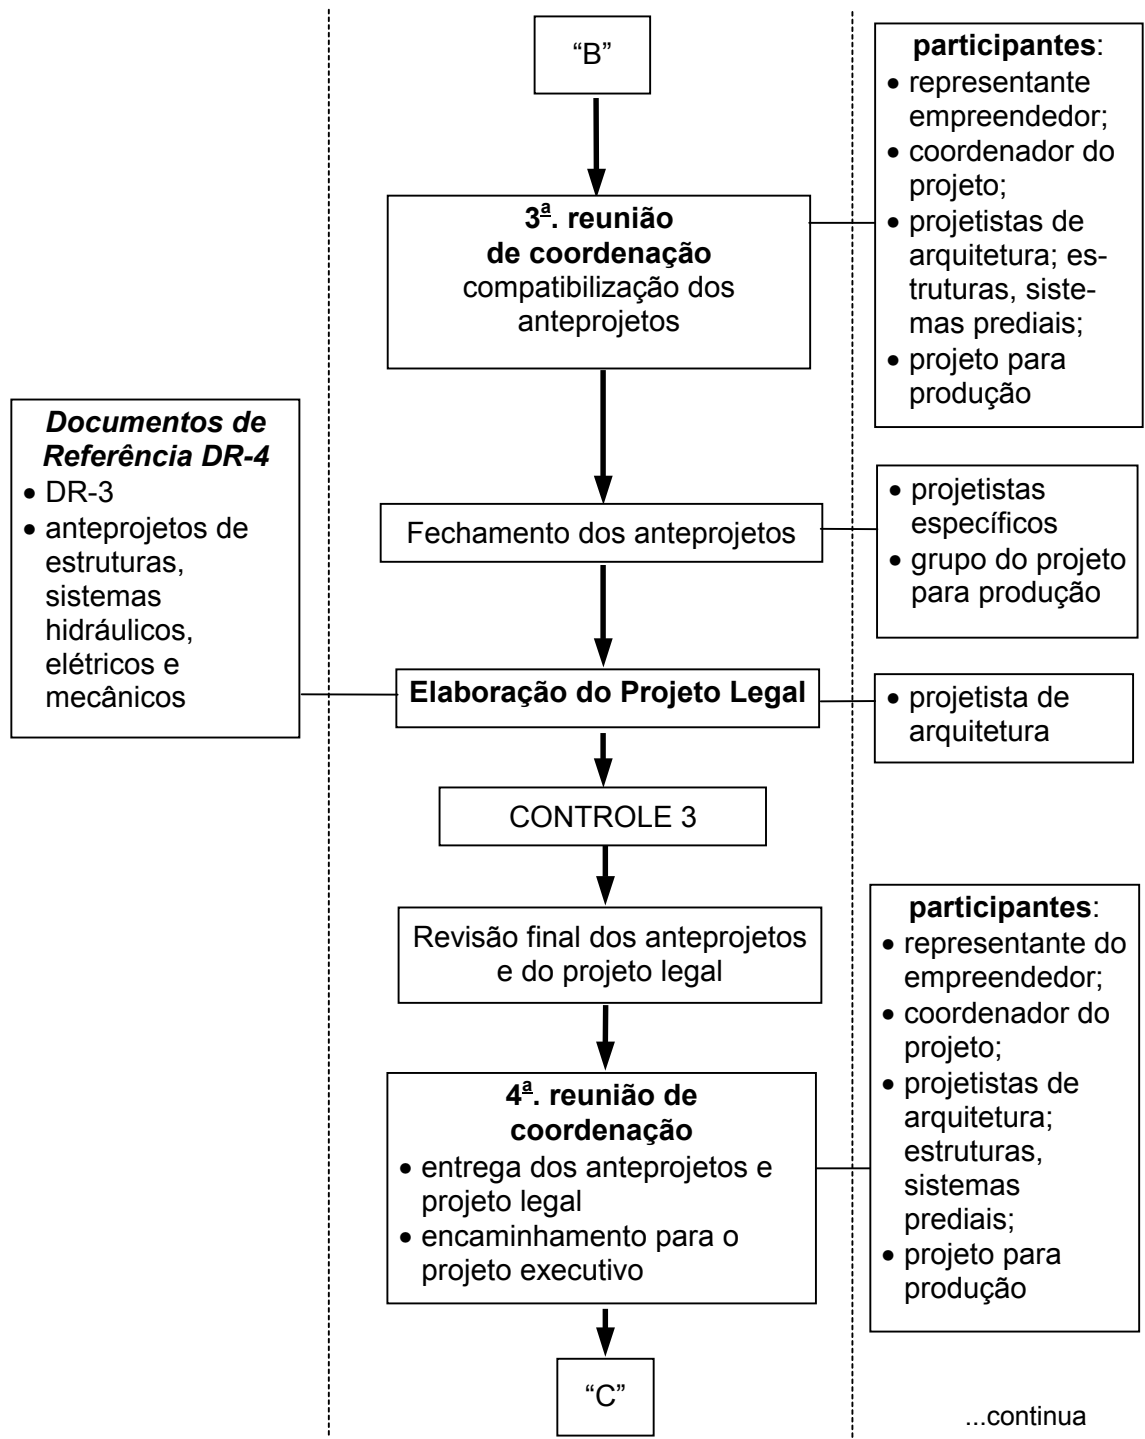 “B”
participantes:
• representante
empreendedor;
• coordenador do
projeto;
• projetistas de
arquitetura; es-
truturas, siste-
mas prediais;
• projeto para
produção
3ª. reunião
de coordenação
compatibilização dos
anteprojetos
Documentos de
Referência DR-4
• DR-3
• anteprojetos de
estruturas,
sistemas
hidráulicos,
elétricos e
mecânicos
Fechamento dos anteprojetos
• projetistas
específicos
• grupo do projeto
para produção
Elaboração do Projeto Legal
• projetista de
arquitetura
CONTROLE 3
Revisão final dos anteprojetos
e do projeto legal
participantes:
• representante do
empreendedor;
• coordenador do
projeto;
• projetistas de
arquitetura;
estruturas,
sistemas
prediais;
• projeto para
produção
4ª. reunião de
coordenação
• entrega dos anteprojetos e
projeto legal
• encaminhamento para o
projeto executivo
“C”
...continua